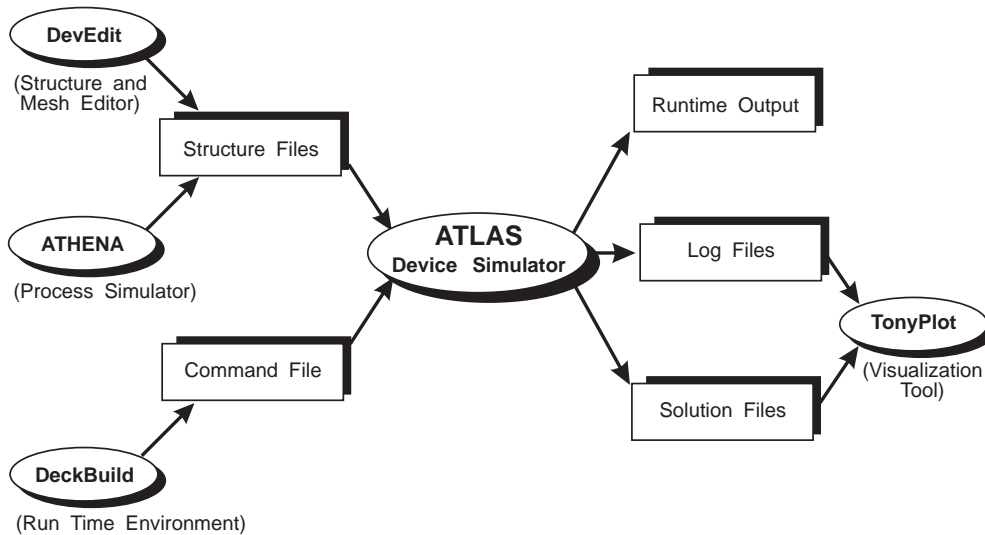 DevEdit
(Structure and
Mesh Editor)
Structure Files
ATHENA
(Process Simulator)
Command File
DeckBuild
(Run Time Environment)
ATLAS
Device Simulator
Runtime Output
Log Files
Solution Files
TonyPlot
(Visualization
Tool)